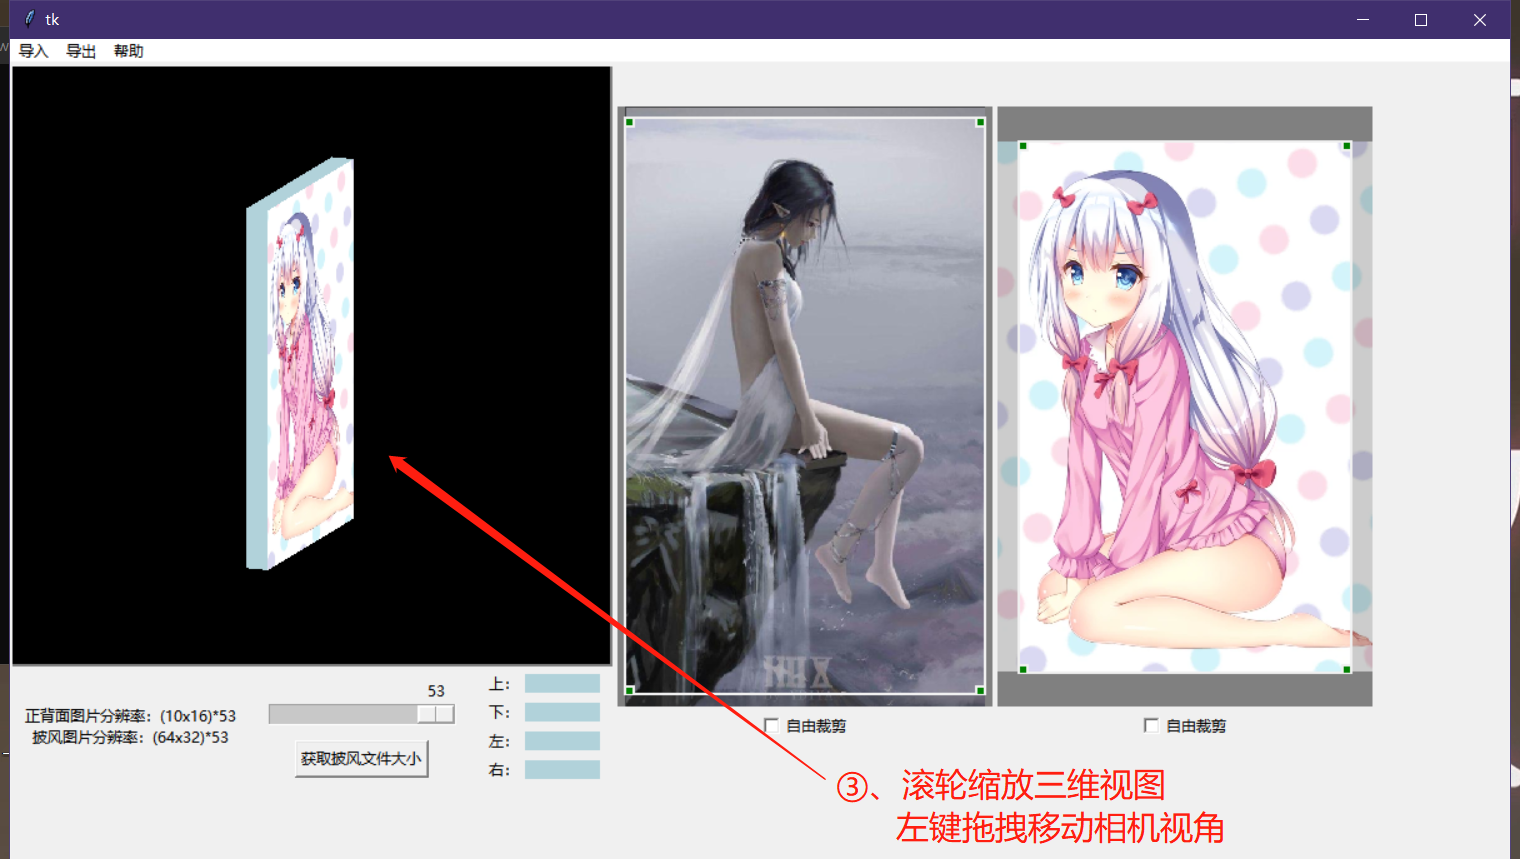 tk
导入 导出 帮助
53
正背面图片分辨率：(10x16)*53
披风图片分辨率：(64x32)*53
获取披风文件大小
上：
下：
左：
右：
自由裁剪
自由裁剪
③、滚轮缩放三维视图
左键拖拽移动相机视角